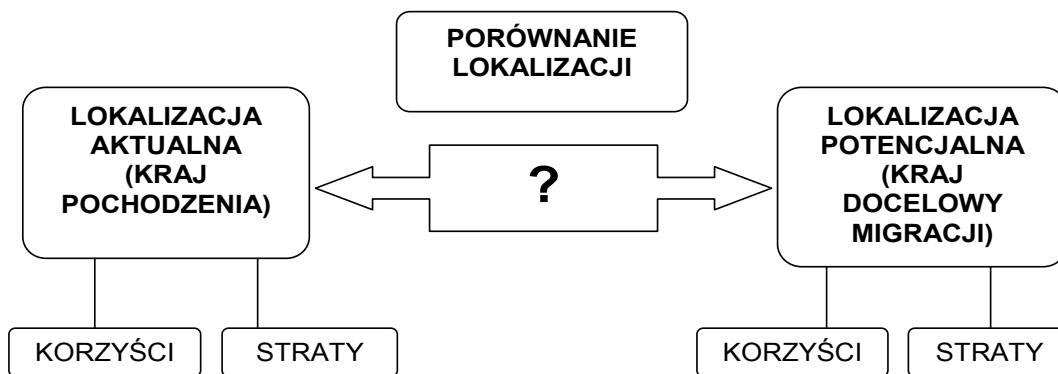 PORÓWNANIE
LOKALIZACJI
LOKALIZACJA
AKTUALNA
(KRAJ
POCHODZENIA)
?
LOKALIZACJA
POTENCJALNA
(KRAJ
DOCELOWY
MIGRACJI)
KORZYŚCI
STRATY
KORZYŚCI
STRATY